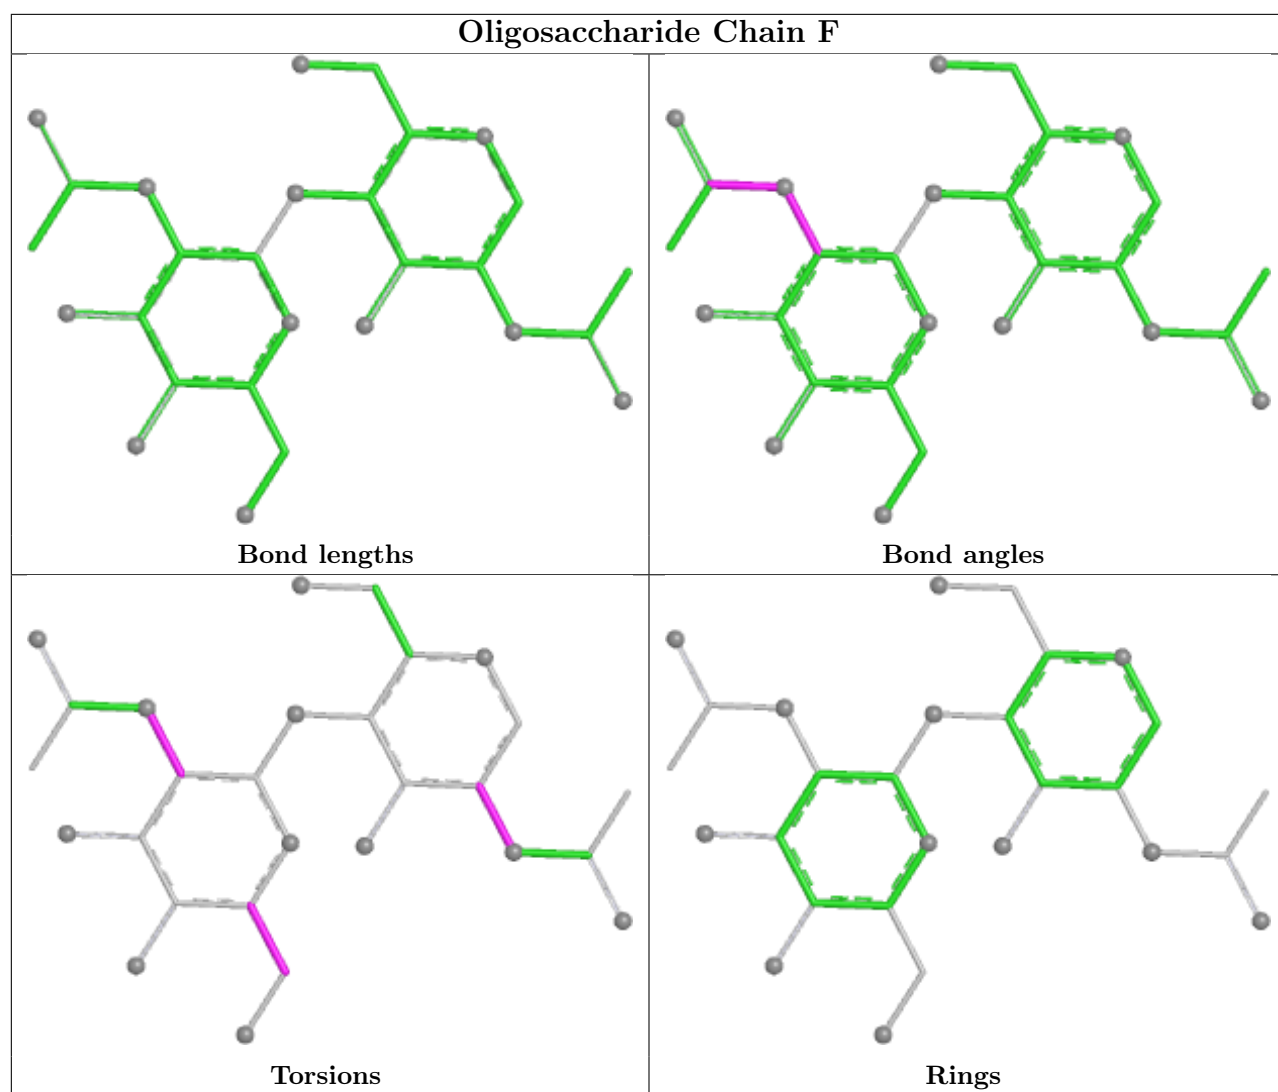 Oligosaccharide Chain F
Bond lengths
Bond angles
Torsions
Rings